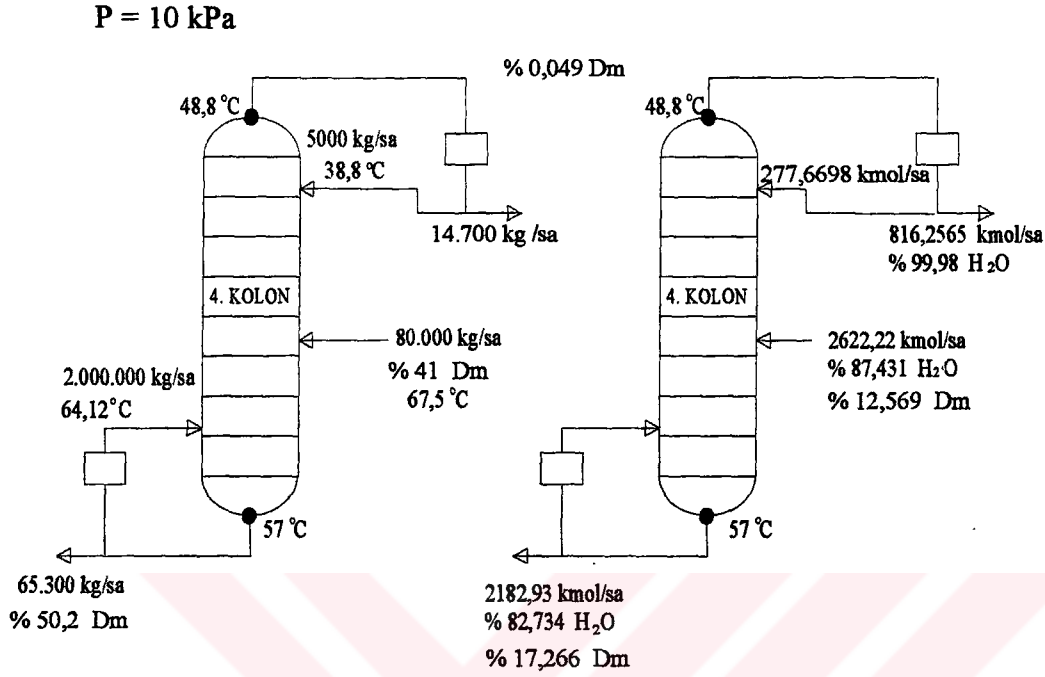 P = 10 kPa
% 0,049 Dm
48,8 °C
5000 kg/sa
38,8 °C
14.700 kg /sa
4. KOLON
80.000 kg/sa
% 41 Dm
67,5 °C
2.000.000 kg/sa
64,12°C
57 °C
65.300 kg/sa
% 50,2 Dm
48,8 °C
277,6698 kmol/sa
816,2565 kmol/sa
% 99,98 H₂O
4. KOLON
2622,22 kmol/sa
% 87,431 H₂O
% 12,569 Dm
57 °C
2182,93 kmol/sa
% 82,734 H₂O
% 17,266 Dm